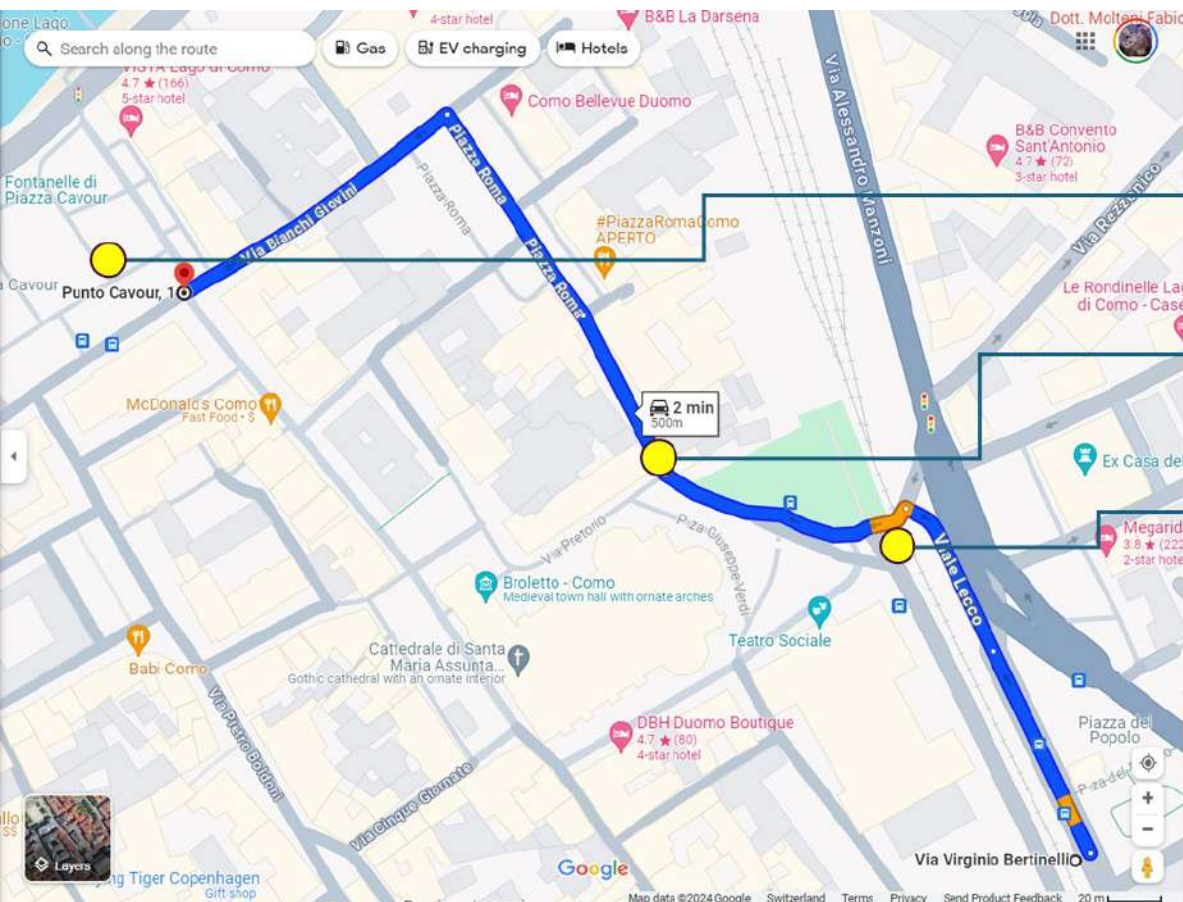 one Lago
4-star hotel
B&B La Darsena
Dott. Molteni Fabio
Search along the route
Gas
EV charging
Hotels
VISTA Lago di Como
4.7 ★ (166)
5-star hotel
Como Bellevue Duomo
Via Alessandro Manzoni
B&B Convento
Sant'Antonio
4.7 ★ (72)
3-star hotel
Fontanelle di
Piazza Cavour
Via Bianchi Giovini
Piazza Roma
Piazza Roma
Piazza Roma
#PiazzaRomaComo
APERTO
Via Rezzonico
a Cavour
Punto Cavour, 1
Le Rondinelle Lag
di Como - Case
McDonald's Como
Fast Food • $
2 min
500m
Ex Casa del
Via Pretorio
P.za Giuseppe Verdi
Viale Lecco
Megarid
3.8 ★ (222
2-star hote
Broletto - Como
Medieval town hall with ornate arches
Teatro Sociale
Babi Como
Cattedrale di Santa
Maria Assunta...
Gothic cathedral with an ornate interior
Via Pietro Boldoni
DBH Duomo Boutique
4.7 ★ (80)
4-star hotel
Piazza del
Popolo
P.za del
Via Cinque Giornate
Layers
Via Virginio Bertinelli
ng Tiger Copenhagen
Gift shop
Google
Map data ©2024 Google
Switzerland
Terms
Privacy
Send Product Feedback
20 m